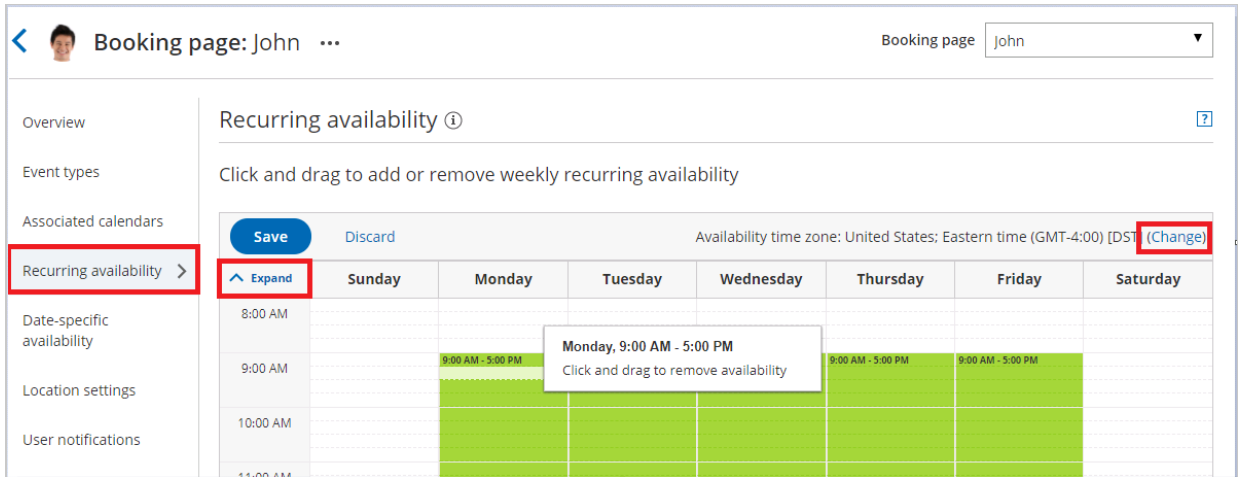 Booking page: John ...
Booking page John
Overview
Event types
Associated calendars
Recurring availability
Date-specific
availability
Location settings
User notifications
Recurring availability
Click and drag to add or remove weekly recurring availability
Save Discard Availability time zone: United States; Eastern time (GMT-4:00) [DST] (Change)
Expand Sunday Monday Tuesday Wednesday Thursday Friday Saturday
8:00 AM
Monday, 9:00 AM - 5:00 PM
Click and drag to remove availability
9:00 AM 9:00 AM - 5:00 PM 9:00 AM - 5:00 PM 9:00 AM - 5:00 PM
10:00 AM
11:00 AM